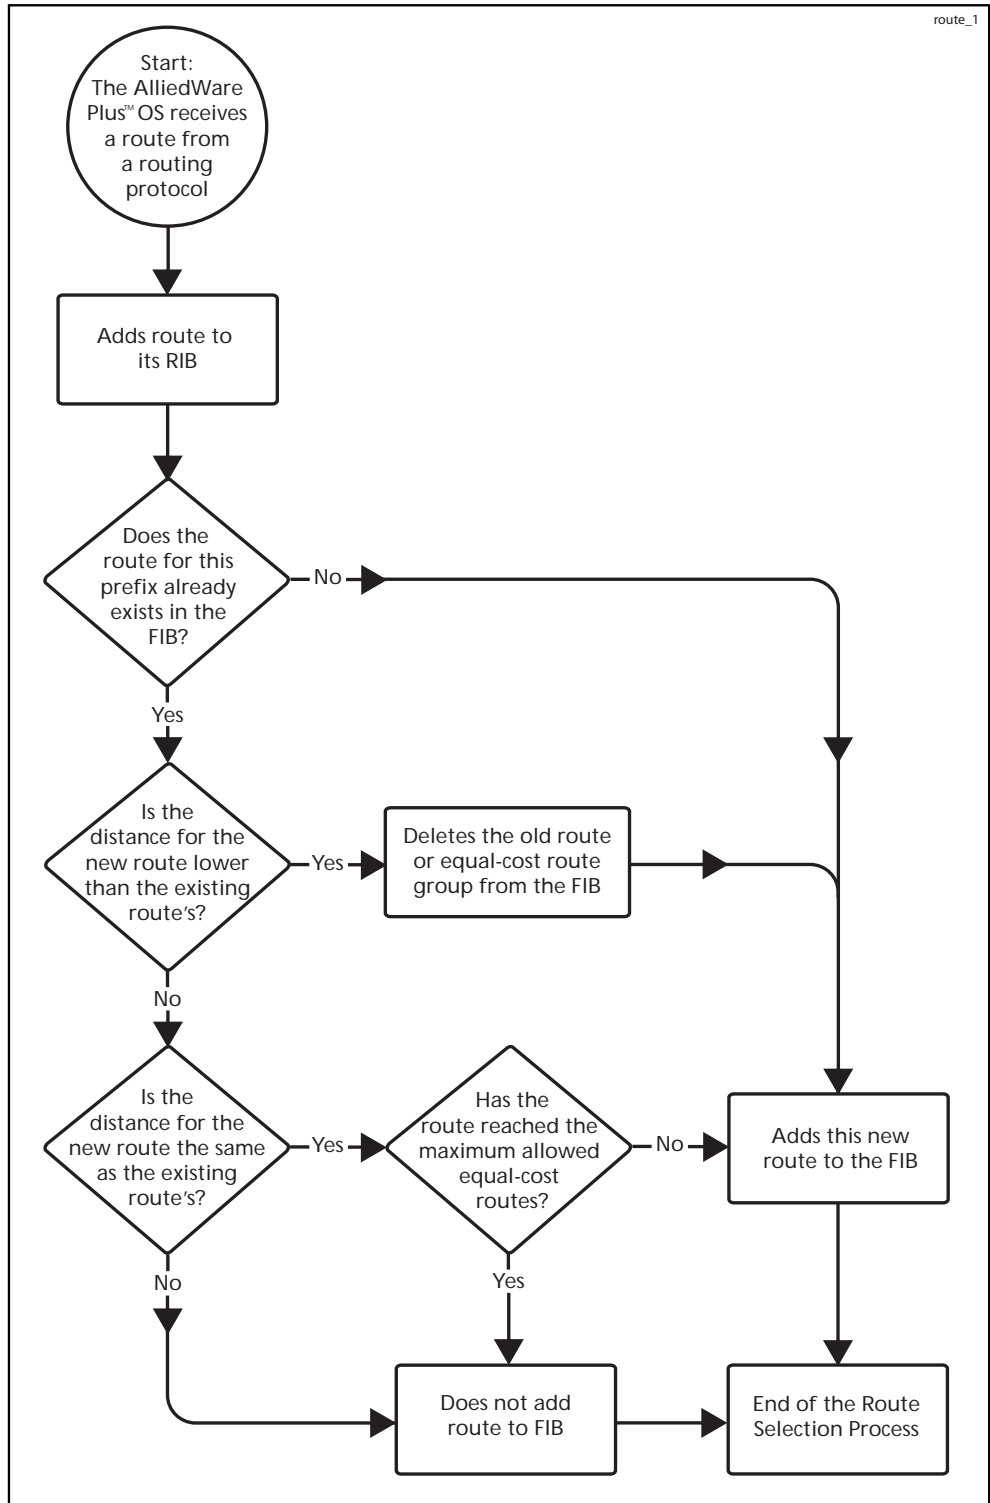 route_1
Start:
The AlliedWare
Plus™ OS receives
a route from
a routing
protocol
Adds route to
its RIB
Does the
route for this
prefix already
exists in the
FIB?
No
Yes
Is the
distance for the
new route lower
than the existing
route's?
Yes
Deletes the old route
or equal-cost route
group from the FIB
No
Is the
distance for the
new route the same
as the existing
route's?
Yes
Has the
route reached the
maximum allowed
equal-cost
routes?
No
Adds this new
route to the FIB
No
Yes
Does not add
route to FIB
End of the Route
Selection Process